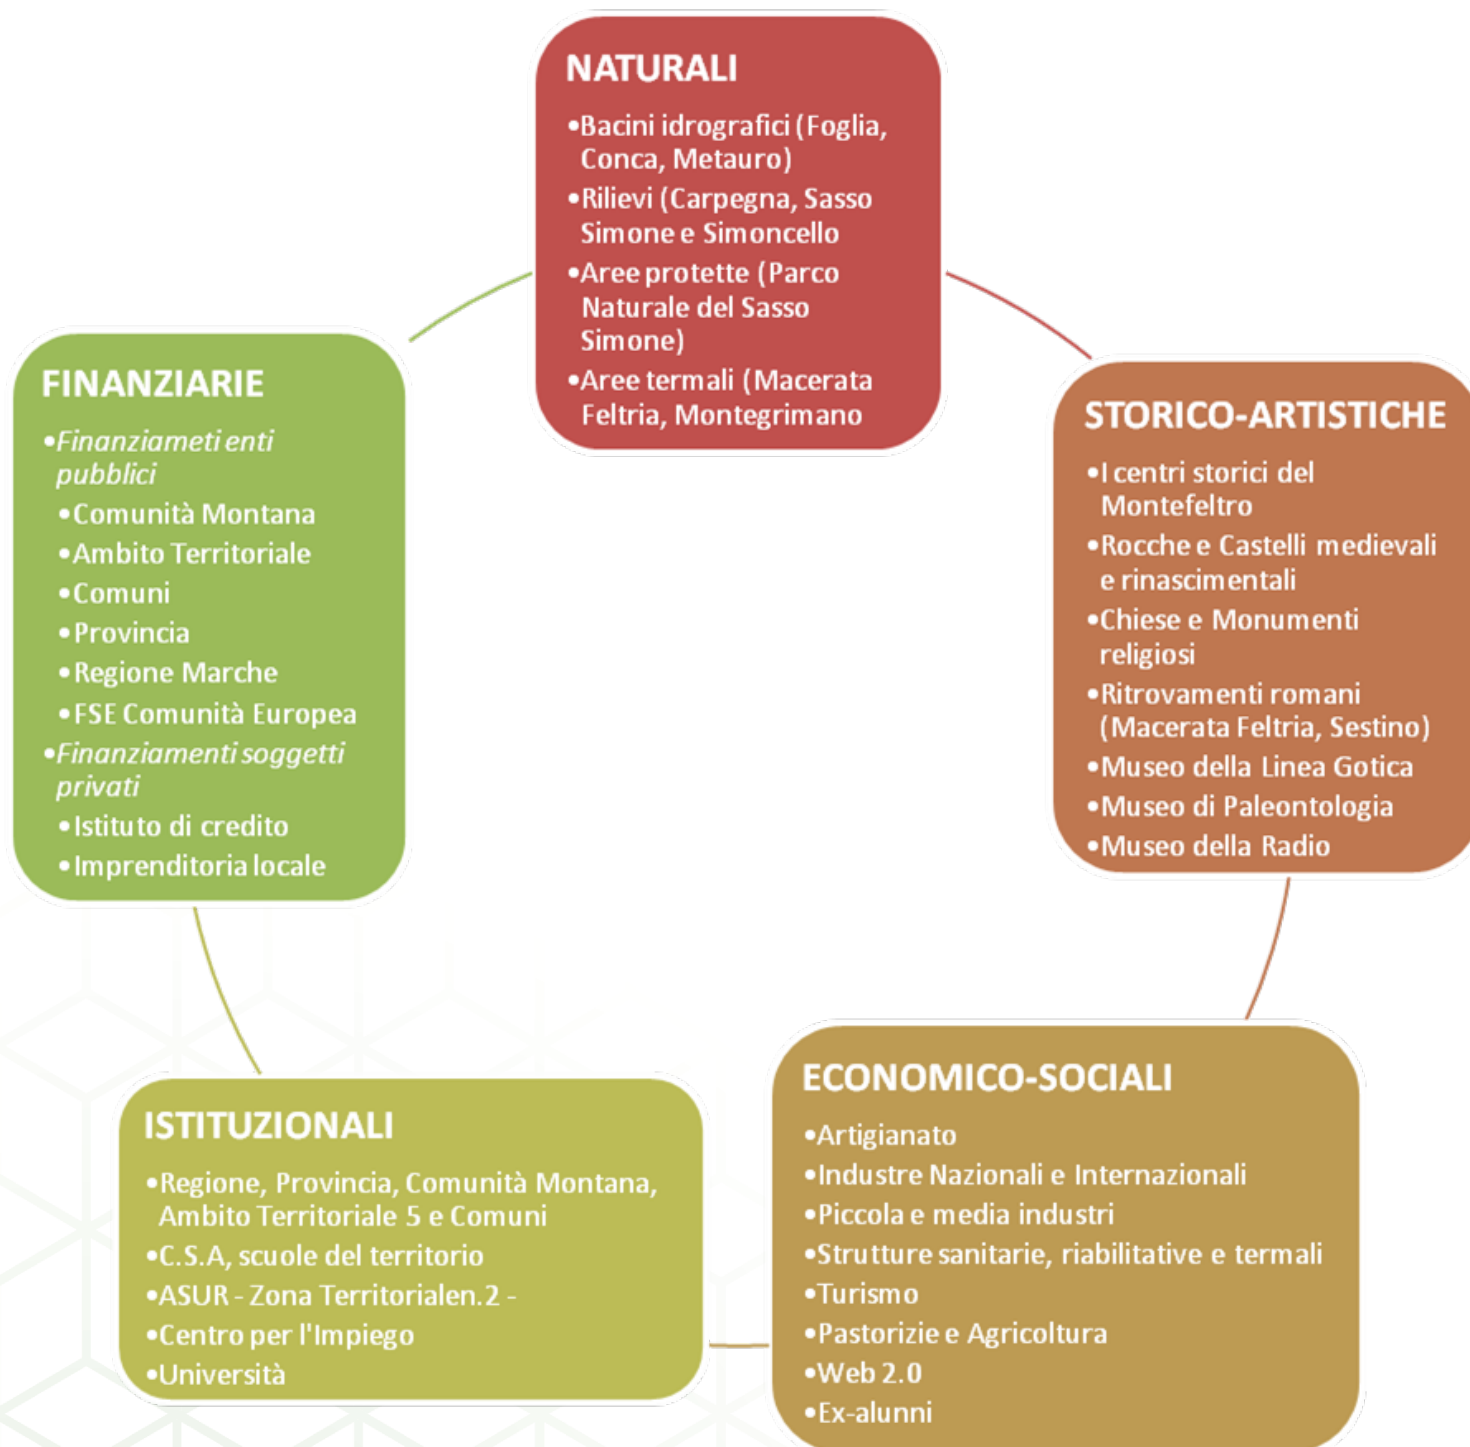 NATURALI
•Bacini idrografici (Foglia,
Conca, Metauro)
•Rilievi (Carpegna, Sasso
Simone e Simoncello
•Aree protette (Parco
Naturale del Sasso
Simone)
•Aree termali (Macerata
Feltria, Montegrimano
STORICO-ARTISTICHE
•I centri storici del
Montefeltro
•Rocche e Castelli medievali
e rinascimentali
•Chiese e Monumenti
religiosi
•Ritrovamenti romani
(Macerata Feltria, Sestino)
•Museo della Linea Gotica
•Museo di Paleontologia
•Museo della Radio
ECONOMICO-SOCIALI
•Artigianato
•Industre Nazionali e Internazionali
•Piccola e media industri
•Strutture sanitarie, riabilitative e termali
•Turismo
•Pastorizie e Agricoltura
•Web 2.0
•Ex-alunni
ISTITUZIONALI
•Regione, Provincia, Comunità Montana,
Ambito Territoriale 5 e Comuni
•C.S.A, scuole del territorio
•ASUR - Zona Territorialen.2 -
•Centro per l'Impiego
•Università
FINANZIARIE
•Finanziameti enti
pubblici
•Comunità Montana
•Ambito Territoriale
•Comuni
•Provincia
•Regione Marche
•FSE Comunità Europea
•Finanziamenti soggetti
privati
•Istituto di credito
•Imprenditoria locale